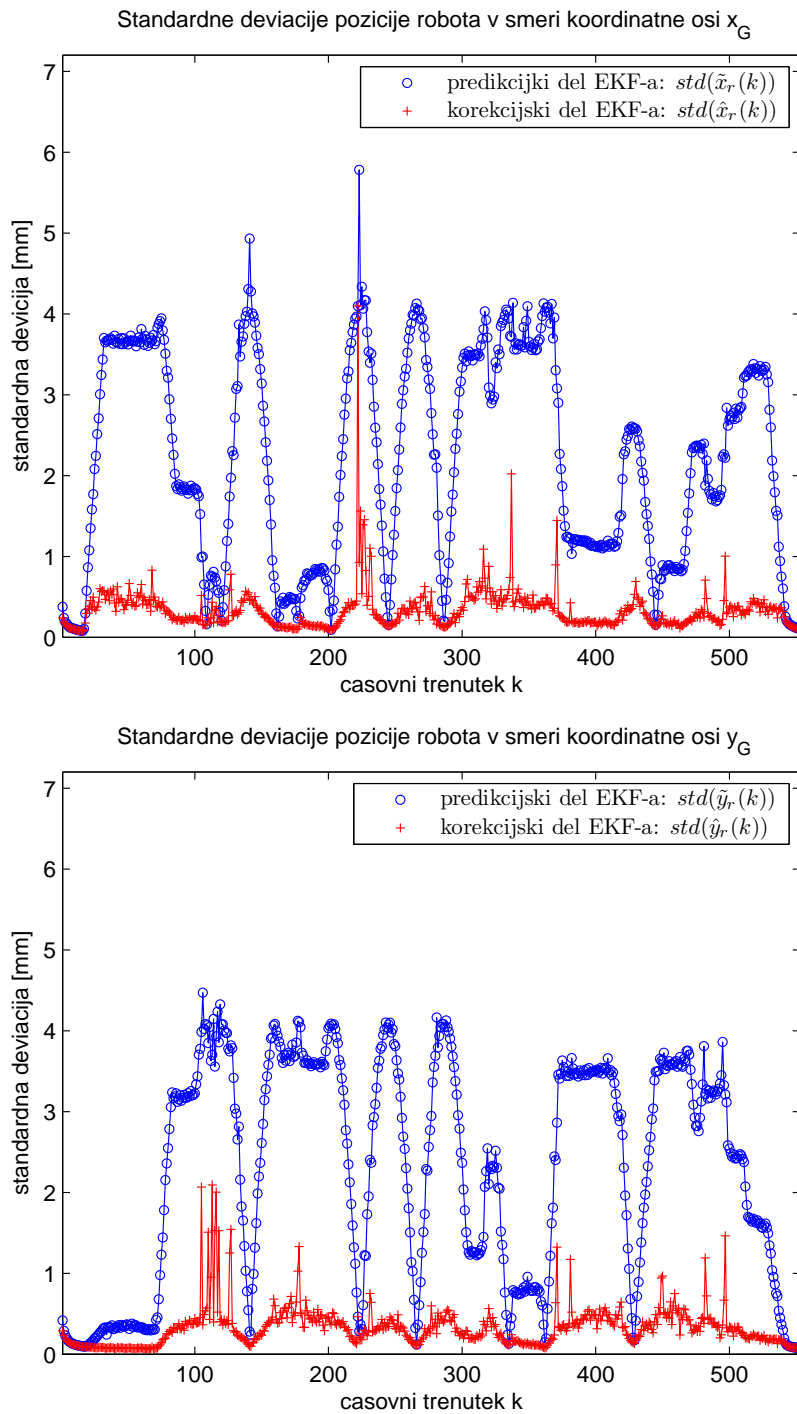 Standardne deviacije pozicije robota v smeri koordinatne osi x_G
7
6
5
4
3
2
1
0
standardna devicija [mm]
predikcijki del EKF-a: std(x̃_r(k))
korekcijski del EKF-a: std(x̂_r(k))
100 200 300 400 500
casovni trenutek k
Standardne deviacije pozicije robota v smeri koordinatne osi y_G
7
6
5
4
3
2
1
0
standardna deviacija [mm]
predikcijski del EKF-a: std(ỹ_r(k))
korekcijski del EKF-a: std(ŷ_r(k))
100 200 300 400 500
casovni trenutek k